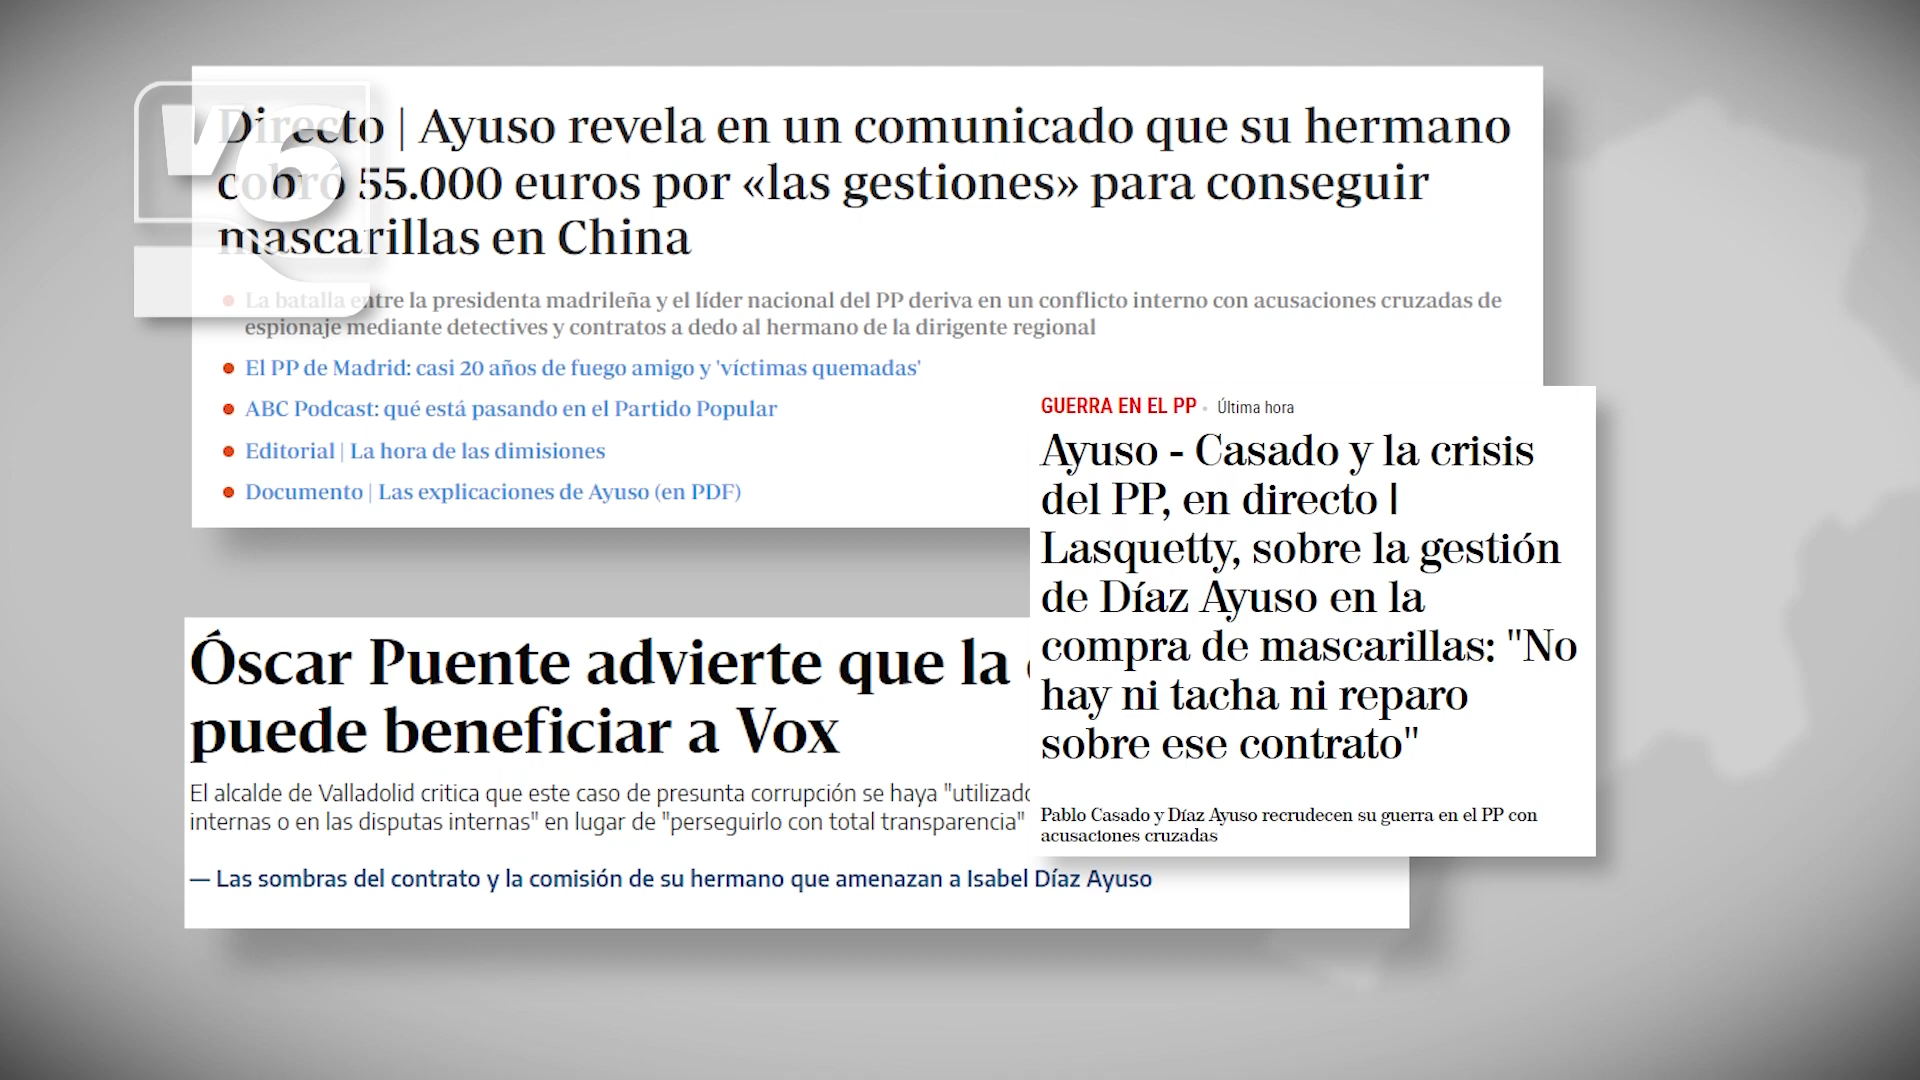 V6
Directo | Ayuso revela en un comunicado que su hermano
cobró 55.000 euros por «las gestiones» para conseguir
mascarillas en China
La batalla entre la presidenta madrileña y el líder nacional del PP deriva en un conflicto interno con acusaciones cruzadas de
espionaje mediante detectives y contratos a dedo al hermano de la dirigente regional
El PP de Madrid: casi 20 años de fuego amigo y 'víctimas quemadas'
ABC Podcast: qué está pasando en el Partido Popular
Editorial | La hora de las dimisiones
Documento | Las explicaciones de Ayuso (en PDF)
GUERRA EN EL PP • Última hora
Ayuso - Casado y la crisis
del PP, en directo |
Lasquetty, sobre la gestión
de Díaz Ayuso en la
compra de mascarillas: "No
hay ni tacha ni reparo
sobre ese contrato"
Pablo Casado y Díaz Ayuso recrudecen su guerra en el PP con
acusaciones cruzadas
Óscar Puente advierte que la
puede beneficiar a Vox
El alcalde de Valladolid critica que este caso de presunta corrupción se haya "utilizado
internas o en las disputas internas" en lugar de "perseguirlo con total transparencia"
— Las sombras del contrato y la comisión de su hermano que amenazan a Isabel Díaz Ayuso